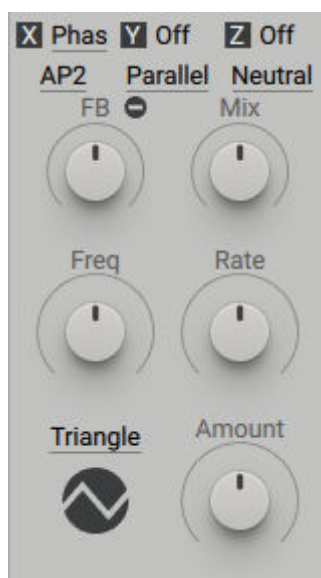 X Phas Y Off Z Off
AP2 Parallel Neutral
FB Mix
Freq Rate
Triangle Amount